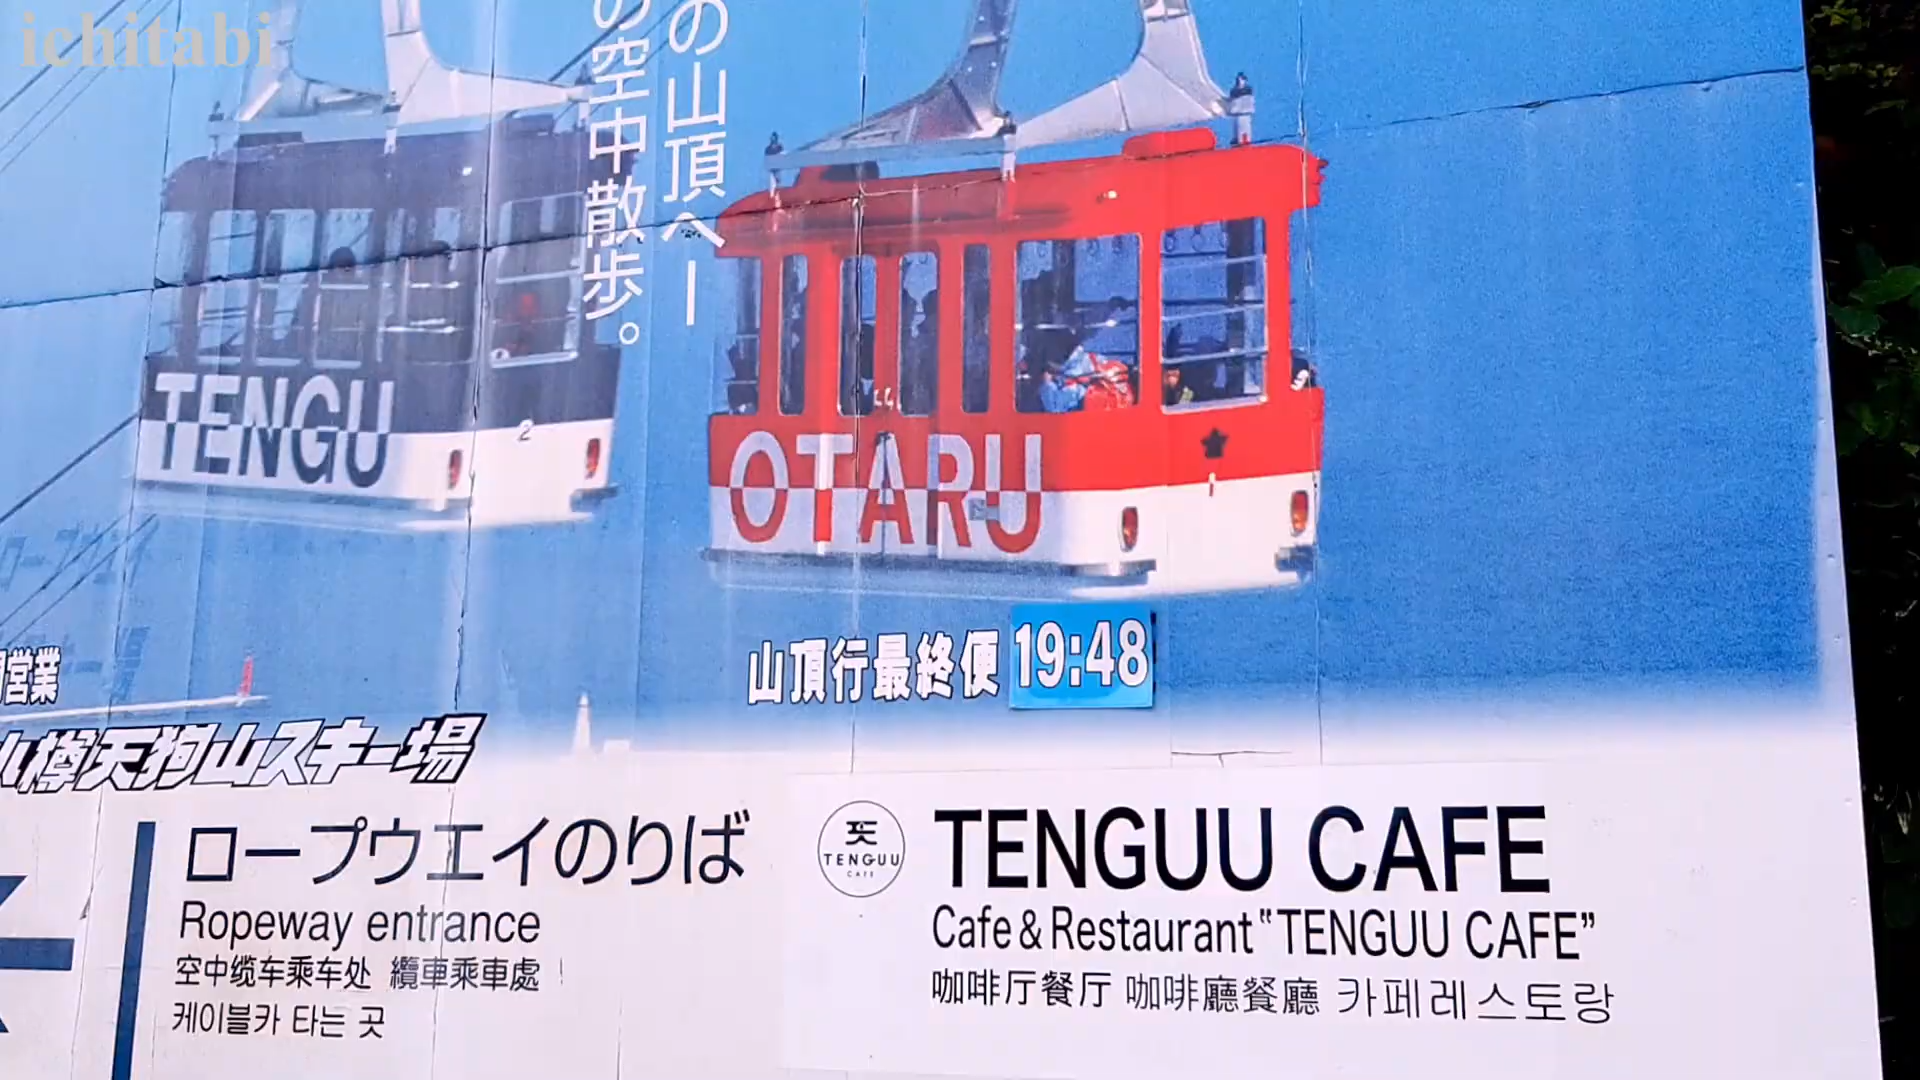 ichitabi
の山頂へー
の空中散歩。
TENGU
2
OTARU
山頂行最終便 19:48
営業
小樽天狗山スキー場
ロープウエイのりば
Ropeway entrance
空中缆车乘车处 纜車乘車處
케이블카 타는 곳
天
TENGUU
CAFE
TENGUU CAFE
Cafe & Restaurant "TENGUU CAFE"
咖啡厅餐厅 咖啡廳餐廳 카페레스토랑